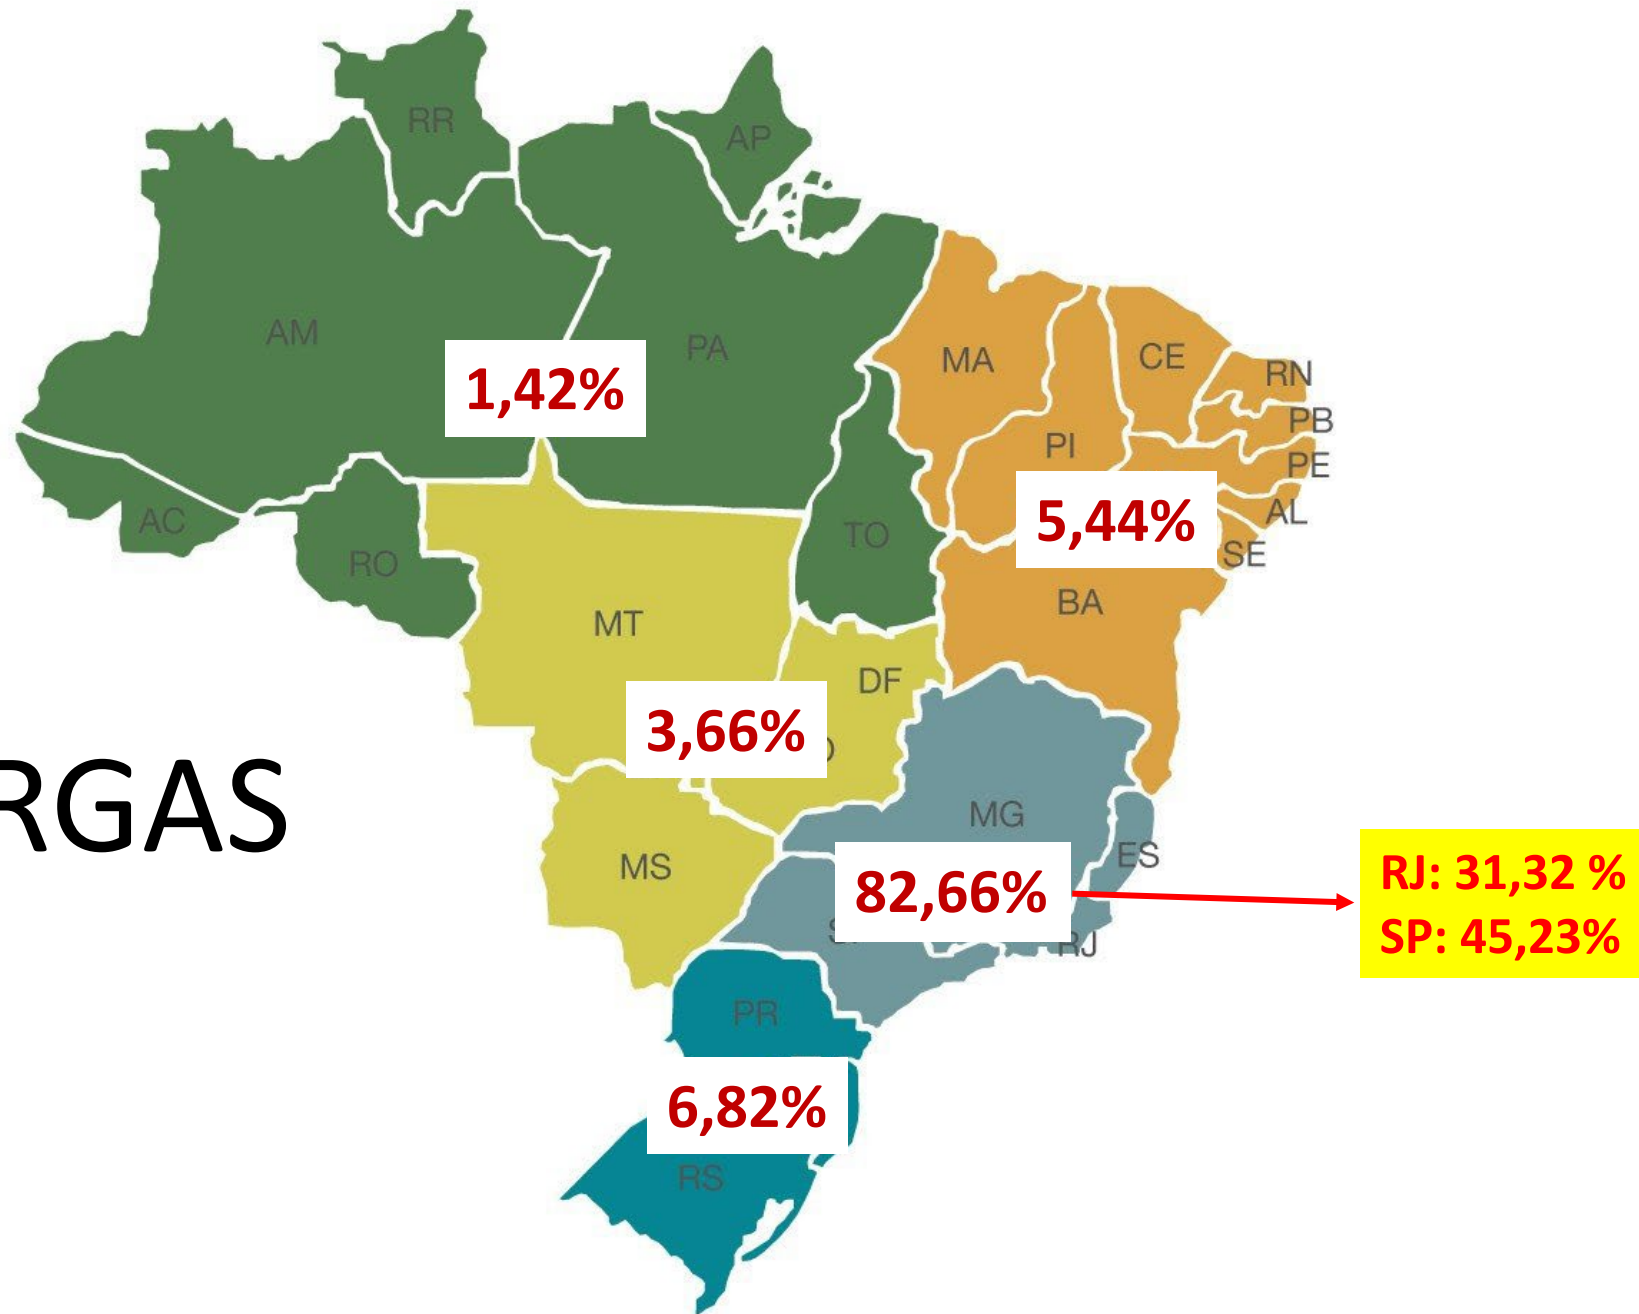 RR
AP
AM
PA
MA
CE
RN
PB
PI
PE
1,42%
AL
5,44%
AC
TO
SE
RO
BA
MT
DF
3,66%
RGAS
MG
MS
ES
82,66%
RJ: 31,32 %
SP: 45,23%
RJ
PR
6,82%
RS